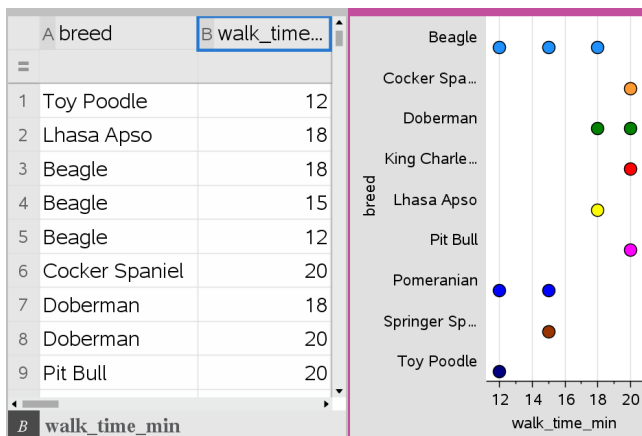 A breed B walk_time...
=
1 Toy Poodle 12
2 Lhasa Apso 18
3 Beagle 18
4 Beagle 15
5 Beagle 12
6 Cocker Spaniel 20
7 Doberman 18
8 Doberman 20
9 Pit Bull 20
B walk_time_min
breed
Beagle
Cocker Spa...
Doberman
King Charle...
Lhasa Apso
Pit Bull
Pomeranian
Springer Sp...
Toy Poodle
12 14 16 18 20
walk_time_min